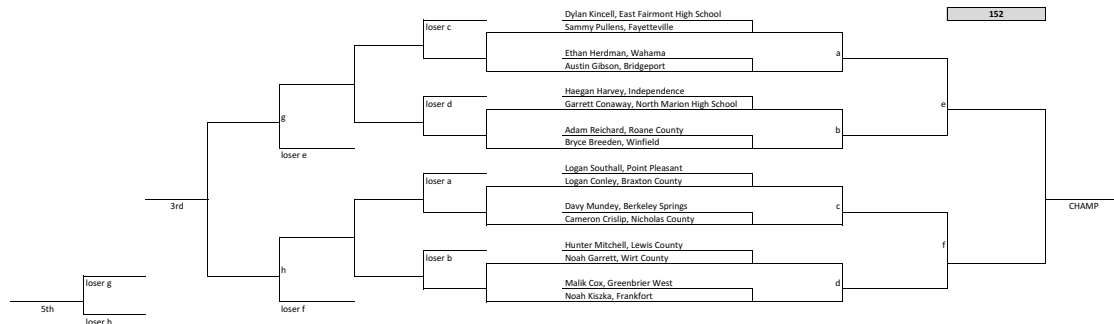 Dylan Kincell, East Fairmont High School
152
loser c
Sammy Pullens, Fayetteville
Ethan Herdman, Wahama
a
Austin Gibson, Bridgeport
Haegan Harvey, Independence
loser d
Garrett Conaway, North Marion High School
e
g
Adam Reichard, Roane County
b
Bryce Breeden, Winfield
loser e
Logan Southall, Point Pleasant
loser a
Logan Conley, Braxton County
3rd
Davy Mundey, Berkeley Springs
c
CHAMP
Cameron Crislip, Nicholas County
Hunter Mitchell, Lewis County
f
loser b
Noah Garrett, Wirt County
h
loser g
Malik Cox, Greenbrier West
d
Noah Kiszka, Frankfort
5th
loser f
loser h